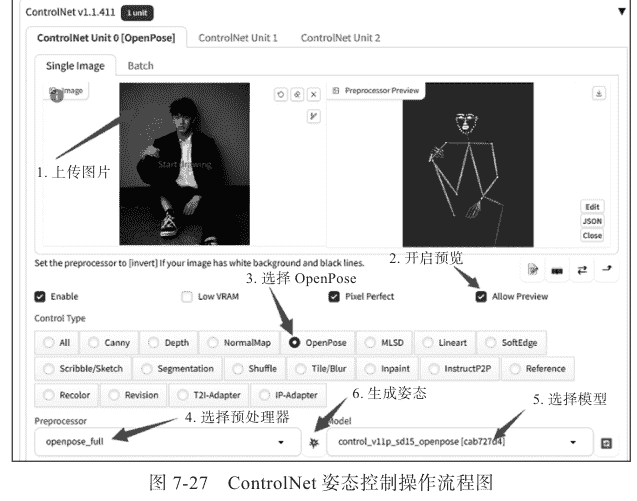 ControlNet v1.1.411 1 unit
ControlNet Unit 0 [OpenPose] ControlNet Unit 1 ControlNet Unit 2
Single Image Batch
Image
Preprocessor Preview
Start drawing
1. 上传图片
Edit
JSON
Close
Set the preprocessor to [invert] If your image has white background and black lines.
2. 开启预览
3. 选择 OpenPose
Enable Low VRAM Pixel Perfect Allow Preview
Control Type
All Canny Depth NormalMap OpenPose MLSD Lineart SoftEdge
Scribble/Sketch Segmentation Shuffle Tile/Blur Inpaint InstructP2P Reference
Recolor Revision T2I-Adapter IP-Adapter
4. 选择预处理器
6. 生成姿态
5. 选择模型
Preprocessor Model
openpose_full control_v11p_sd15_openpose [cab727d4]
图 7-27 ControlNet 姿态控制操作流程图